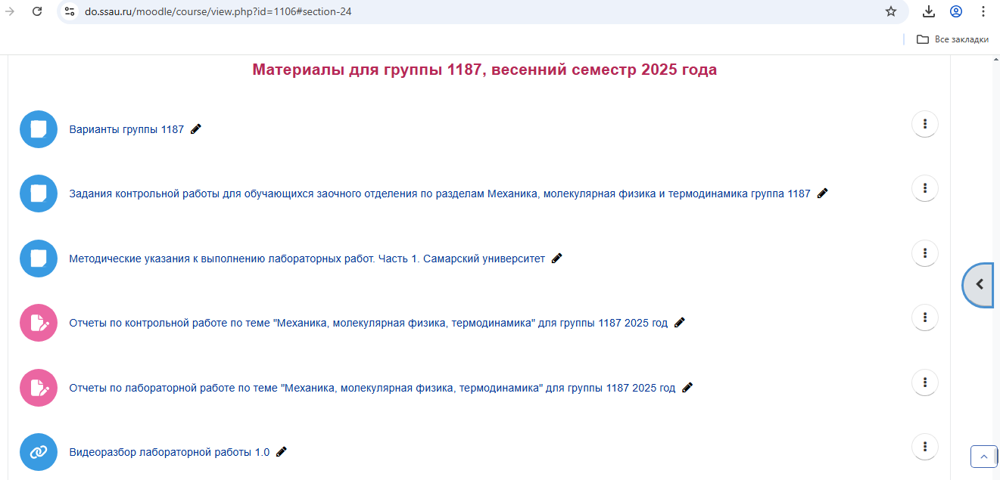 do.ssau.ru/moodle/course/view.php?id=1106#section-24
Все закладки
Материалы для группы 1187, весенний семестр 2025 года
Варианты группы 1187
Задания контрольной работы для обучающихся заочного отделения по разделам Механика, молекулярная физика и термодинамика группа 1187
Методические указания к выполнению лабораторных работ. Часть 1. Самарский университет
Отчеты по контрольной работе по теме "Механика, молекулярная физика, термодинамика" для группы 1187 2025 год
Отчеты по лабораторной работе по теме "Механика, молекулярная физика, термодинамика" для группы 1187 2025 год
Видеоразбор лабораторной работы 1.0